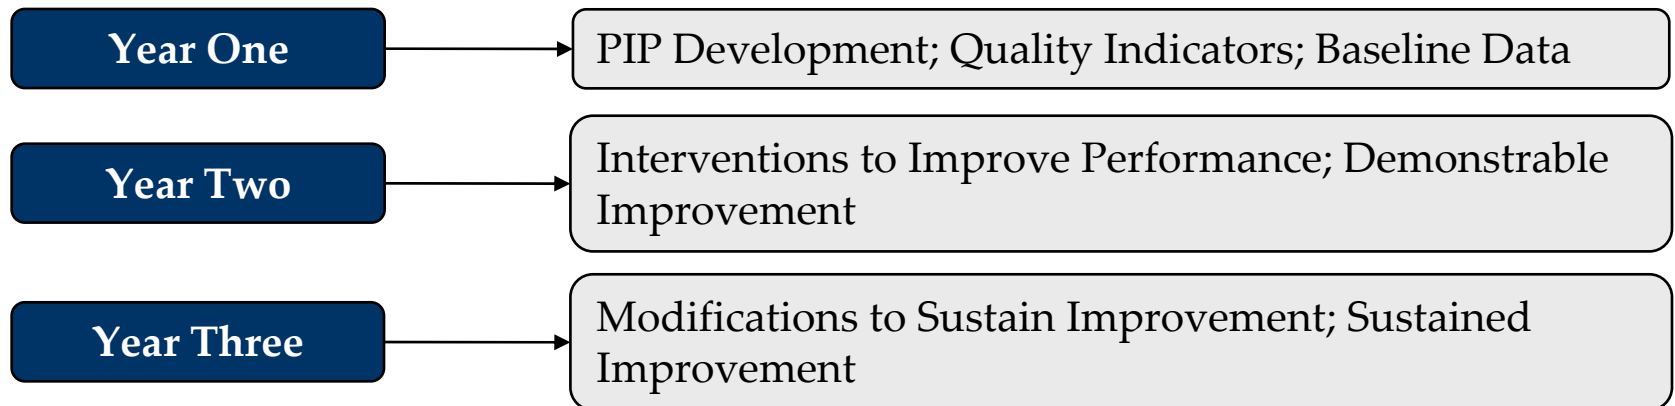 Year One
PIP Development; Quality Indicators; Baseline Data
Year Two
Interventions to Improve Performance; Demonstrable
Improvement
Year Three
Modifications to Sustain Improvement; Sustained
Improvement